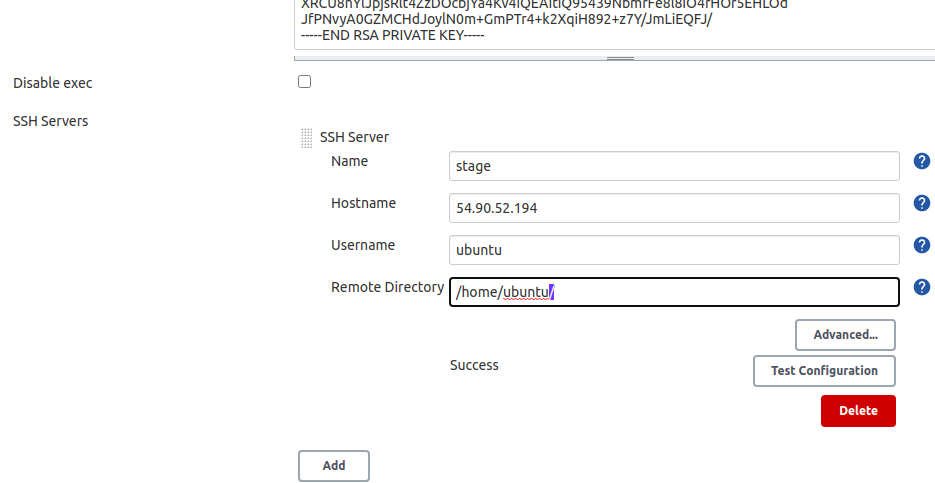 JfPNvyA0GZMCHdJoylN0m+GmPTr4+k2XqiH892+z7Y/JmLiEQFJ/
-----END RSA PRIVATE KEY-----
Disable exec
SSH Servers
SSH Server
Name
stage
Hostname
54.90.52.194
Username
ubuntu
Remote Directory
/home/ubuntu/
Advanced...
Success
Test Configuration
Delete
Add